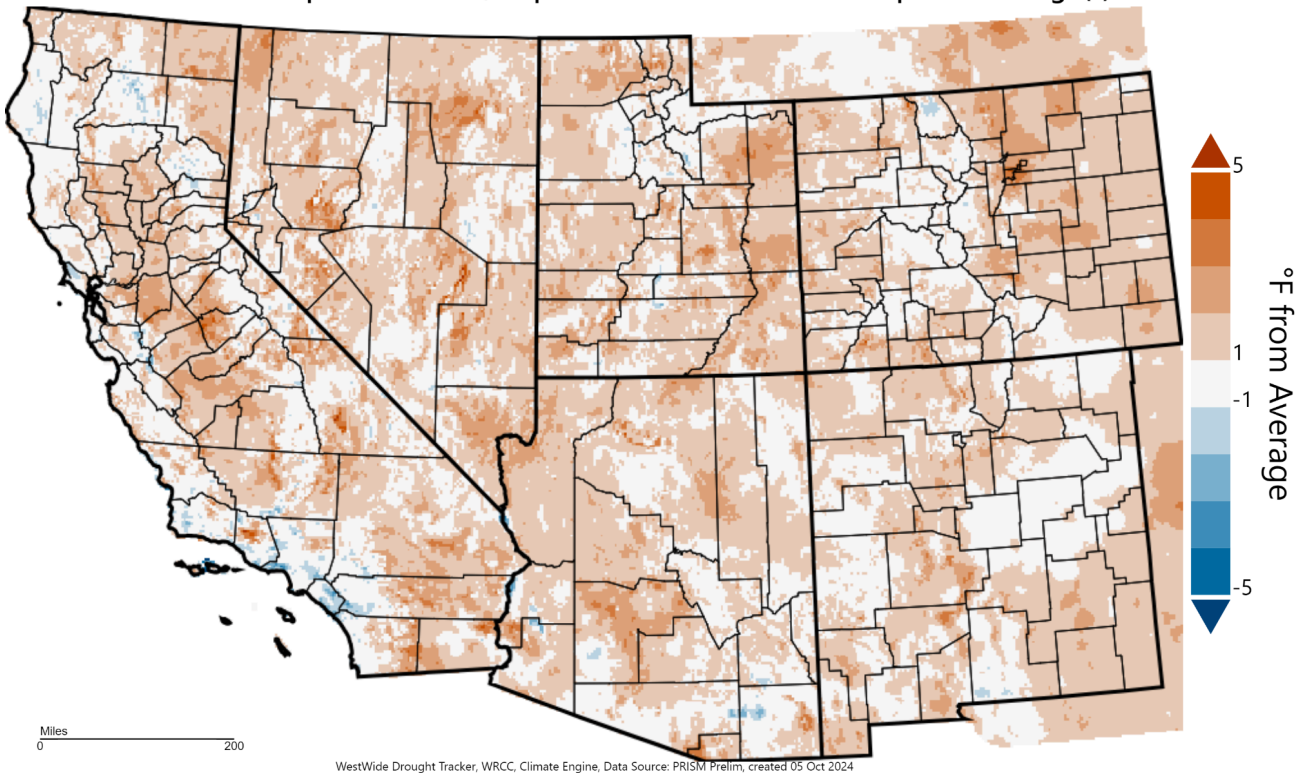 5
1
-1
-5
°F from Average
Miles
0 200
WestWide Drought Tracker, WRCC, Climate Engine, Data Source: PRISM Prelim, created 05 Oct 2024